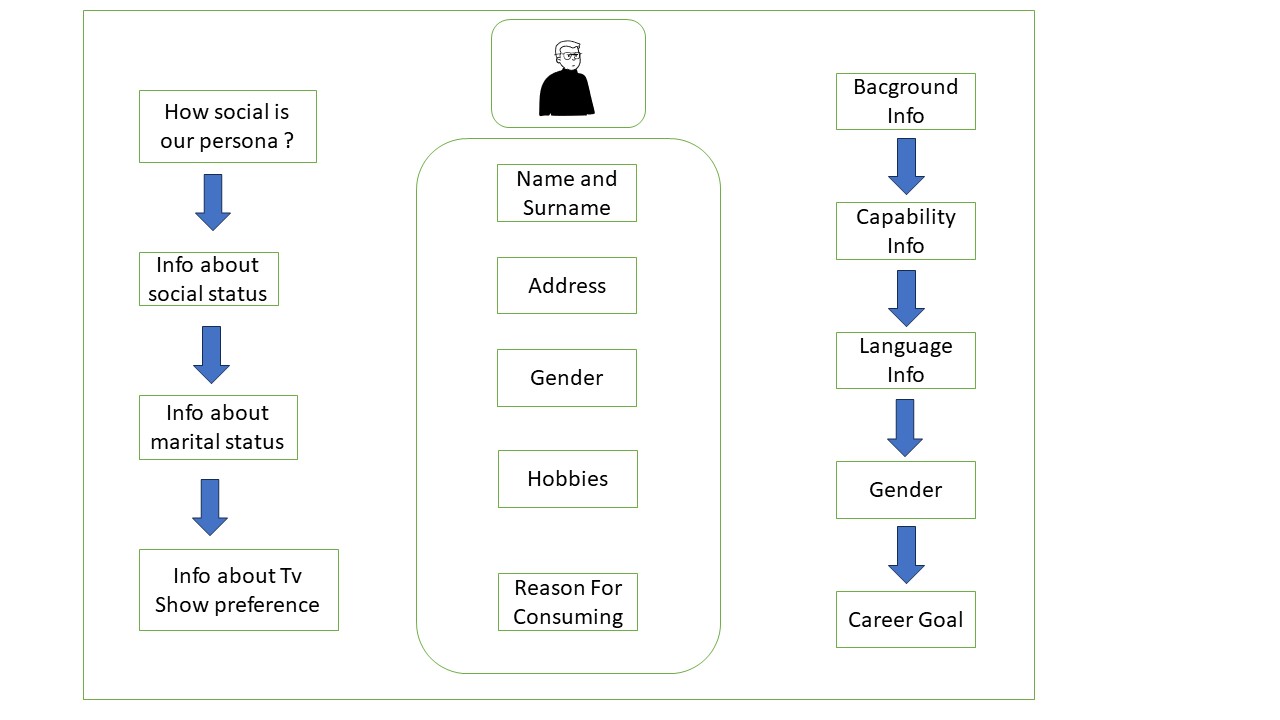 How social is
our persona ?
Info about
social status
Info about
marital status
Info about Tv
Show preference
Name and
Surname
Address
Gender
Hobbies
Reason For
Consuming
Bacground
Info
Capability
Info
Language
Info
Gender
Career Goal